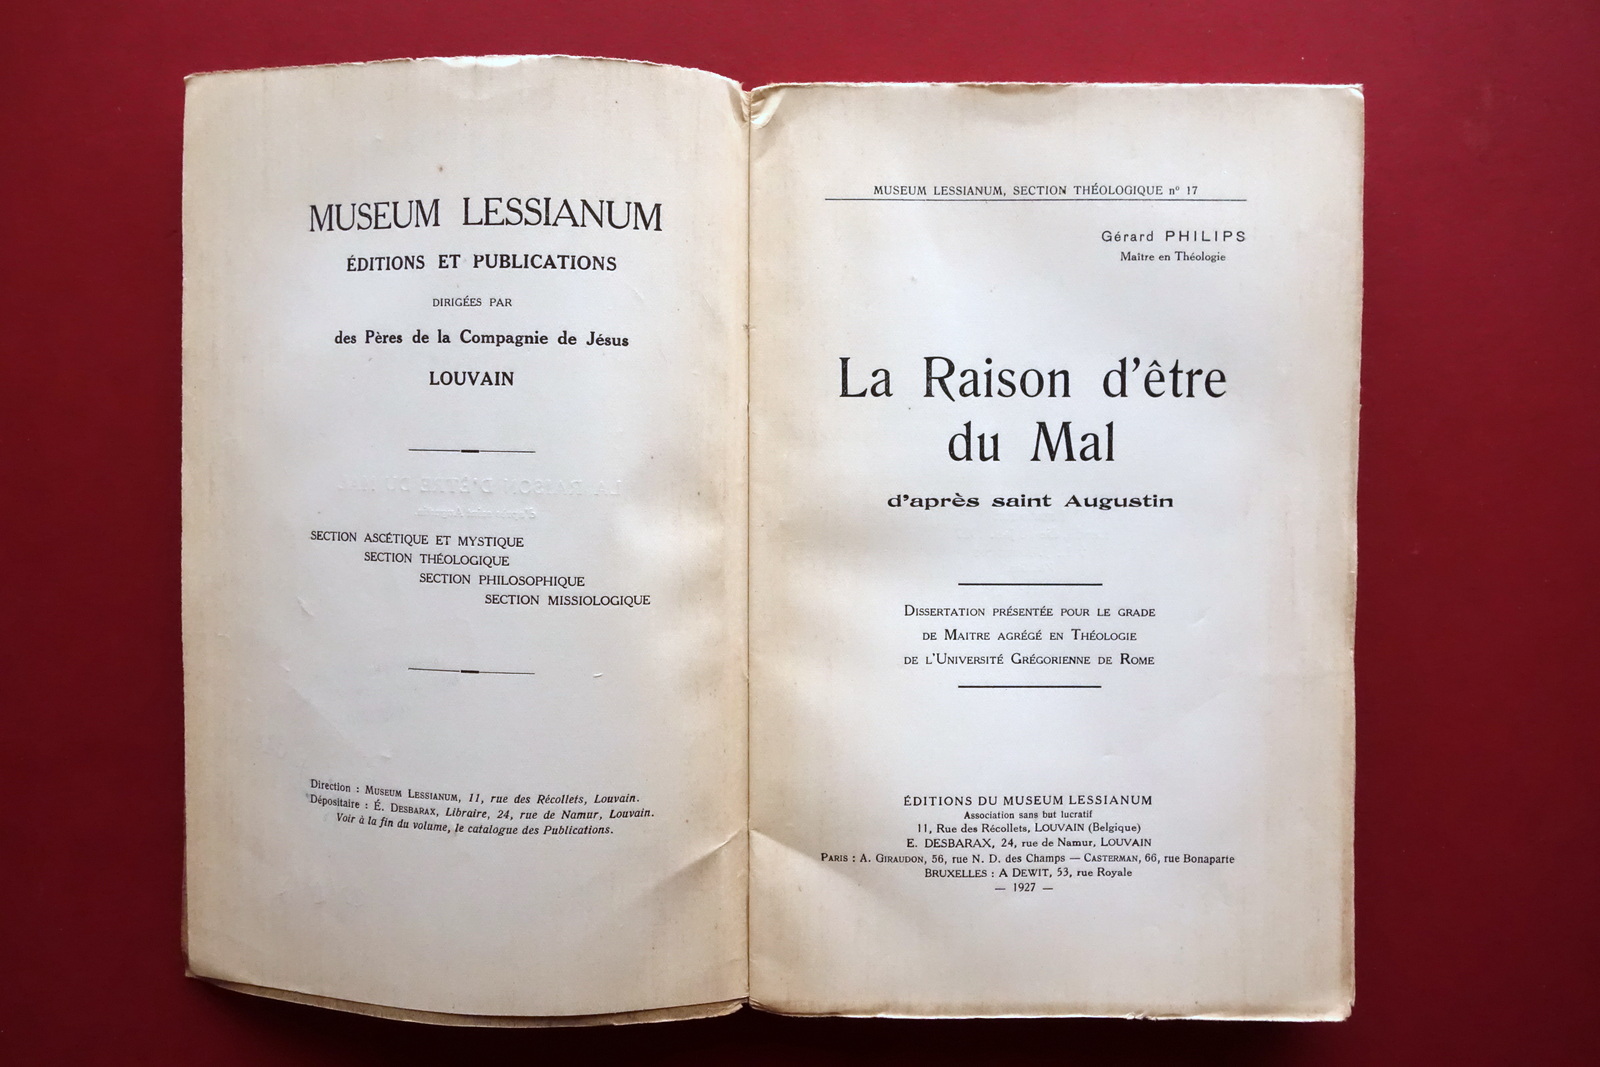 MUSEUM LESSIANUM
ÉDITIONS ET PUBLICATIONS
DIRIGÉES PAR
des Pères de la Compagnie de Jésus
LOUVAIN
SECTION ASCÉTIQUE ET MYSTIQUE
SECTION THÉOLOGIQUE
SECTION PHILOSOPHIQUE
SECTION MISSIOLOGIQUE
Direction : MUSEUM LESSIANUM, 11, rue des Récollets, Louvain.
Dépositaire : É. DESBARAX, Libraire, 24, rue de Namur, Louvain.
Voir à la fin du volume, le catalogue des Publications.
MUSEUM LESSIANUM, SECTION THÉOLOGIQUE nº 17
Gérard PHILIPS
Maître en Théologie
La Raison d'être
du Mal
d'après saint Augustin
DISSERTATION PRÉSENTÉE POUR LE GRADE
DE MAITRE AGRÉGÉ EN THÉOLOGIE
DE L'UNIVERSITÉ GRÉGORIENNE DE ROME
ÉDITIONS DU MUSEUM LESSIANUM
Association sans but lucratif
11, Rue des Récollets, LOUVAIN (Belgique)
E. DESBARAX, 24, rue de Namur, LOUVAIN
PARIS : A. GIRAUDON, 56, rue N. D. des Champs — CASTERMAN, 66, rue Bonaparte
BRUXELLES : A DEWIT, 53, rue Royale
— 1927 —